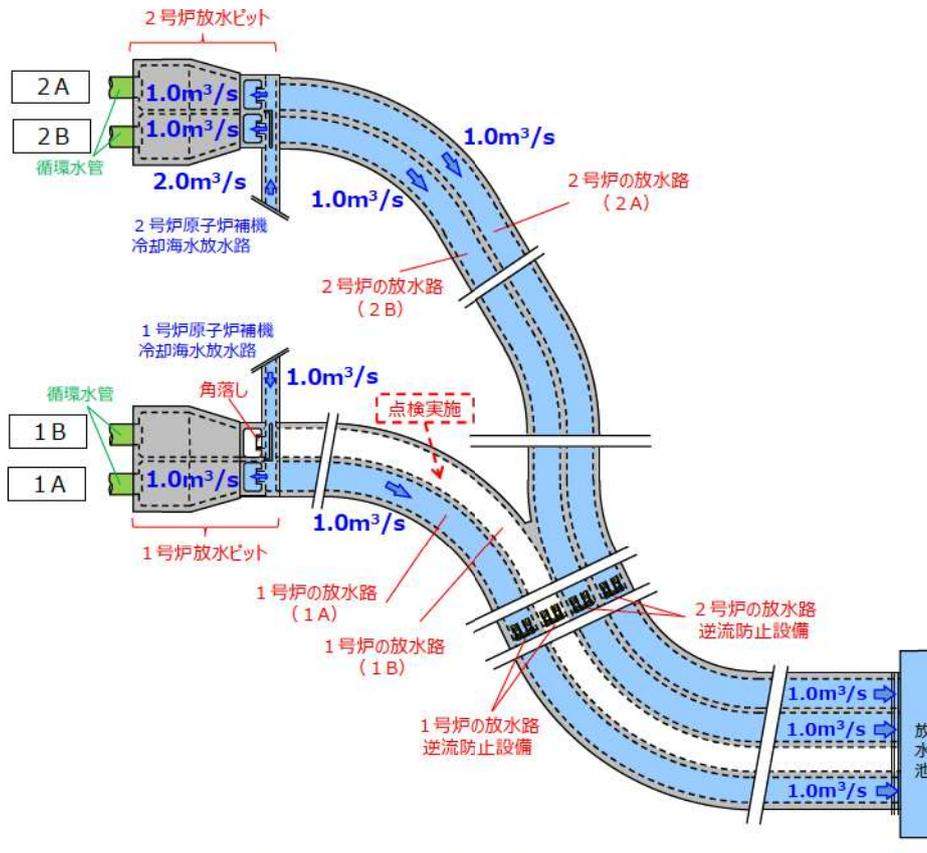 2号炉放水ピット
2A
1.0m³/s
2B
1.0m³/s
循環水管
2.0m³/s
1.0m³/s
1.0m³/s
2号炉原子炉補機
冷却海水放水路
2号炉の放水路
(2A)
2号炉の放水路
(2B)
1号炉原子炉補機
冷却海水放水路
1.0m³/s
循環水管
角落し
点検実施
1B
1A
1.0m³/s
1.0m³/s
1号炉放水ピット
1号炉の放水路
(1A)
1号炉の放水路
(1B)
2号炉の放水路
逆流防止設備
1号炉の放水路
逆流防止設備
1.0m³/s
1.0m³/s
1.0m³/s
放
水
池